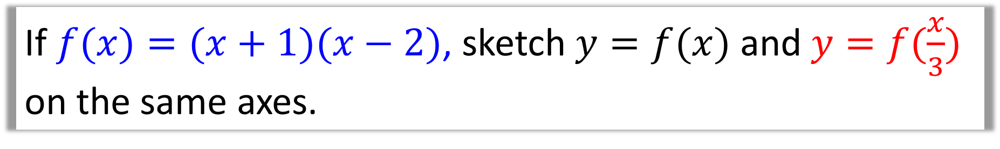 If f(x) = (x + 1)(x − 2), sketch y = f(x) and y = f(x/3)
on the same axes.